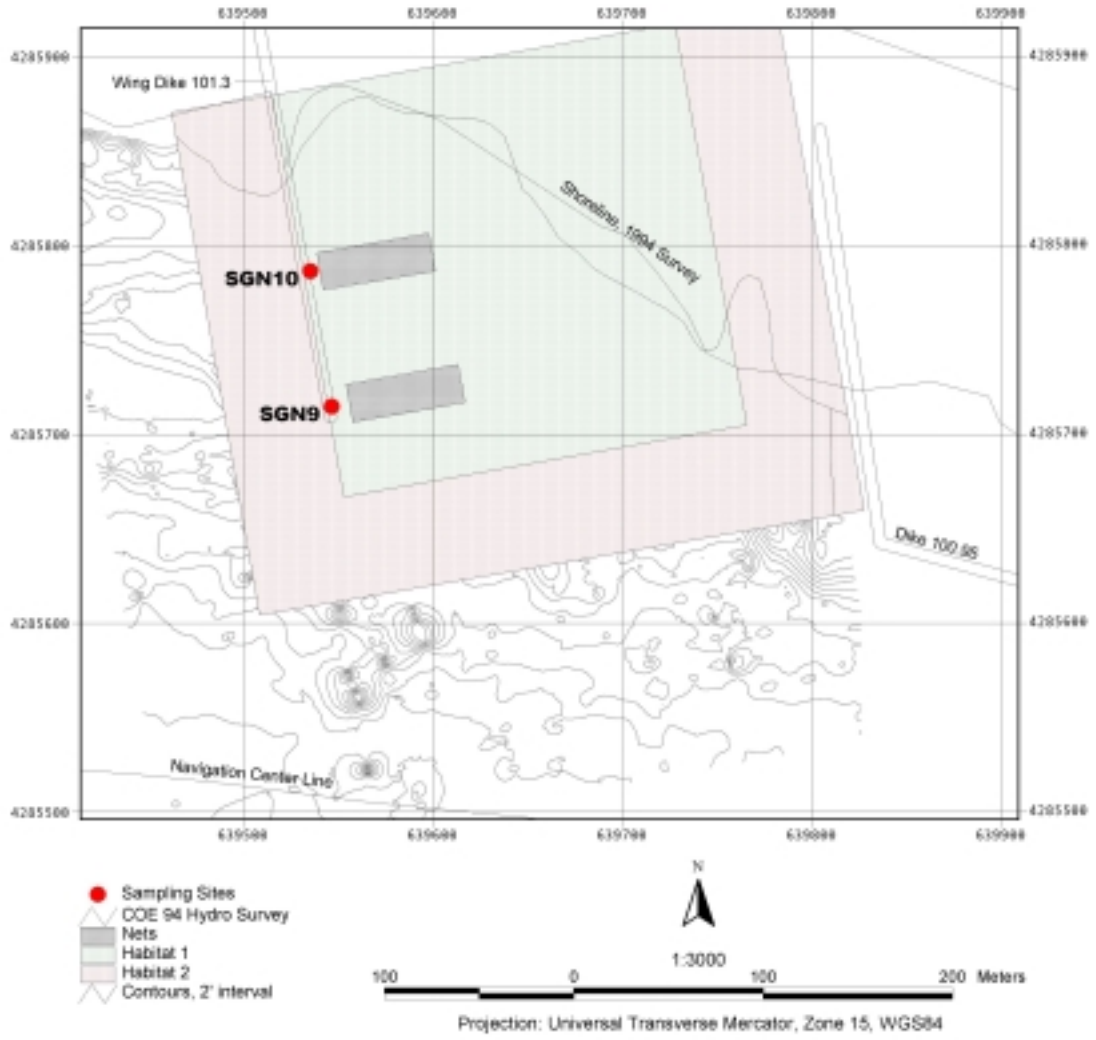 639500 639600 639700 639800 639900
4285900 4285900
Wing Dike 101.3
Shoreline, 1994 Survey
4285800 4285800
SGN10
SGN9
4285700 4285700
Dike 100.95
4285600 4285600
Navigation Center Line
4285500 4285500
639500 639600 639700 639800 639900
Sampling Sites
COE 94 Hydro Survey
Nets
Habitat 1
Habitat 2
Contours, 2' interval
N
1:3000
100 0 100 200 Meters
Projection: Universal Transverse Mercator, Zone 15, WGS84